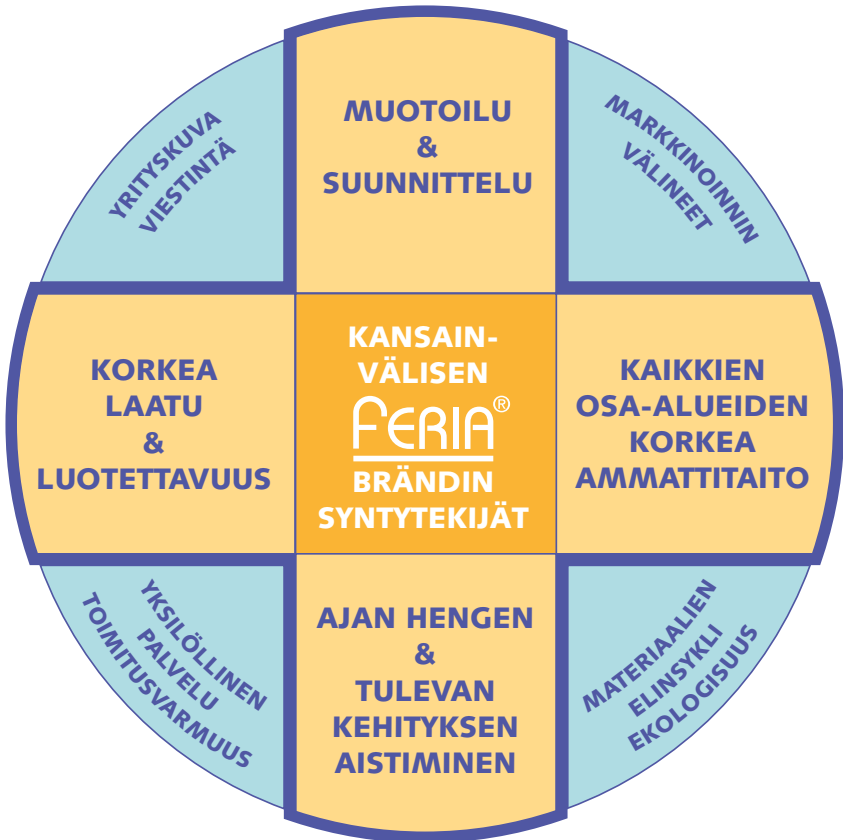 YRITYSKUVA
VIESTINTÄ
MUOTOILU
&
SUUNNITTELU
MARKKINOINNIN
VÄLINEET
KORKEA
LAATU
&
LUOTETTAVUUS
KANSAIN-
VÄLISEN
FERIA®
BRÄNDIN
SYNTYTEKIJÄT
KAIKKIEN
OSA-ALUEIDEN
KORKEA
AMMATTITAITO
YKSILÖLLINEN
PALVELU
TOIMITUSVARMUUS
AJAN HENGEN
&
TULEVAN
KEHITYKSEN
AISTIMINEN
MATERIAALIEN
ELINSYKLI
EKOLOGISUUS